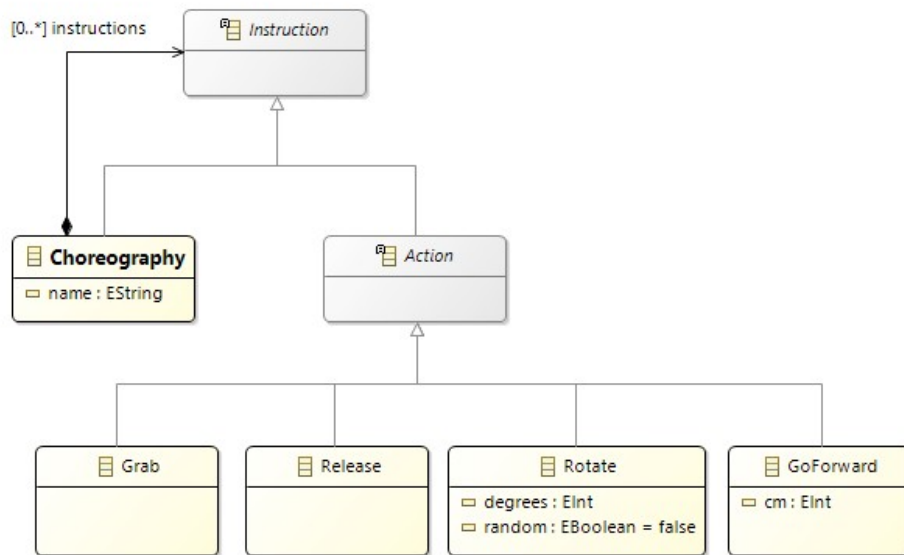 [0..*] instructions
Instruction
Choreography
name : EString
Action
Grab
Release
Rotate
degrees : EInt
random : EBoolean = false
GoForward
cm : EInt